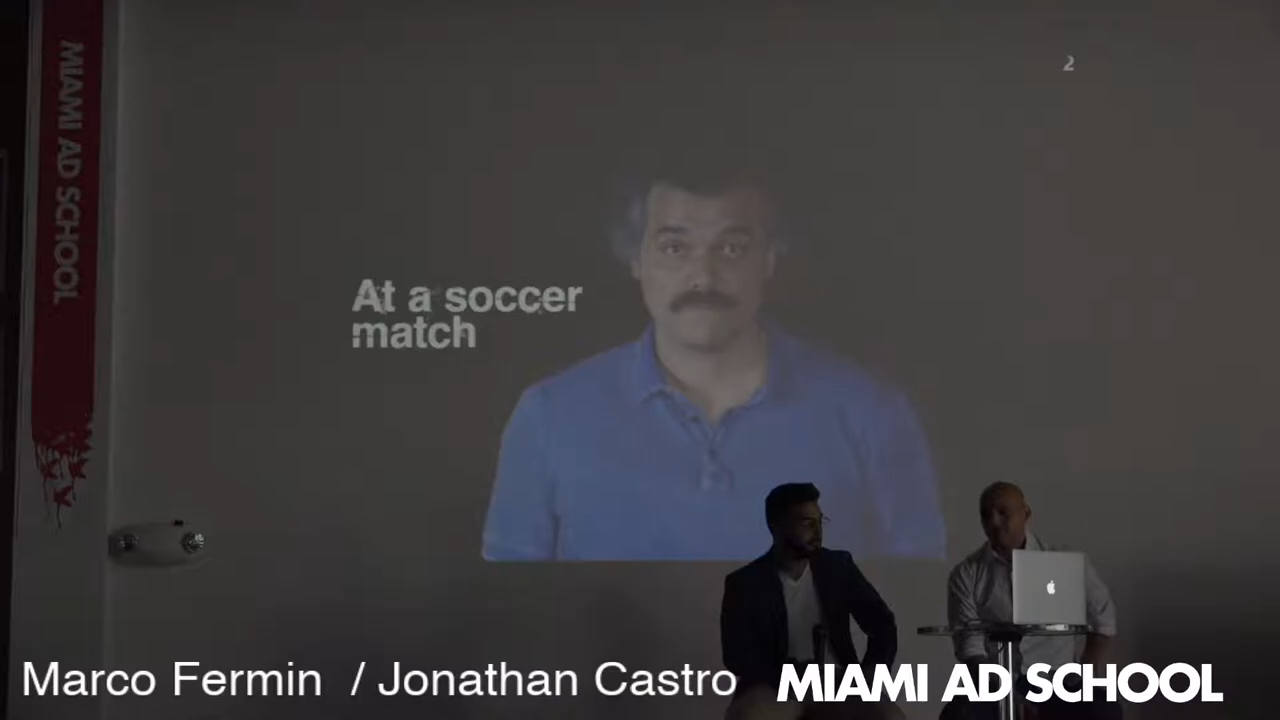 MIAMI AD SCHOOL
2
At a soccer
match
Marco Fermin / Jonathan Castro
MIAMI AD SCHOOL